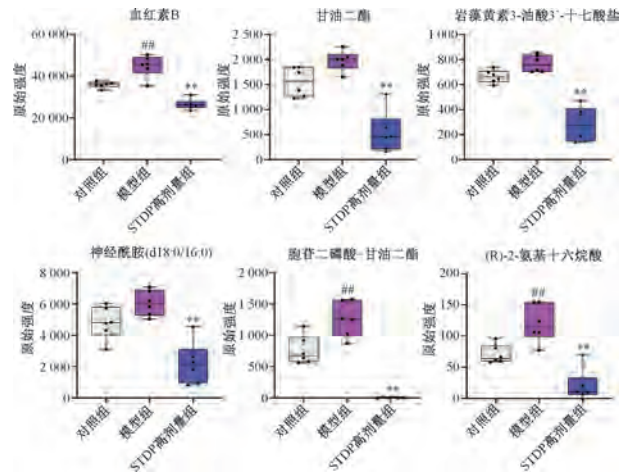 血红素B
甘油二酯
岩藻黄素3-油酸3'-十七酸盐
原始强度
60 000
40 000
20 000
0
##
**
对照组
模型组
STDP高剂量组
原始强度
2 500
2 000
1 500
1 000
500
0
**
对照组
模型组
STDP高剂量组
原始强度
1 000
800
600
400
200
0
**
对照组
模型组
STDP高剂量组
神经酰胺(d18:0/16:0)
胞苷二磷酸-甘油二酯
(R)-2-氨基十六烷酸
原始强度
8 000
6 000
4 000
2 000
0
**
对照组
模型组
STDP高剂量组
原始强度
2 000
1 500
1 000
500
0
##
**
对照组
模型组
STDP高剂量组
原始强度
200
150
100
50
0
##
**
对照组
模型组
STDP高剂量组